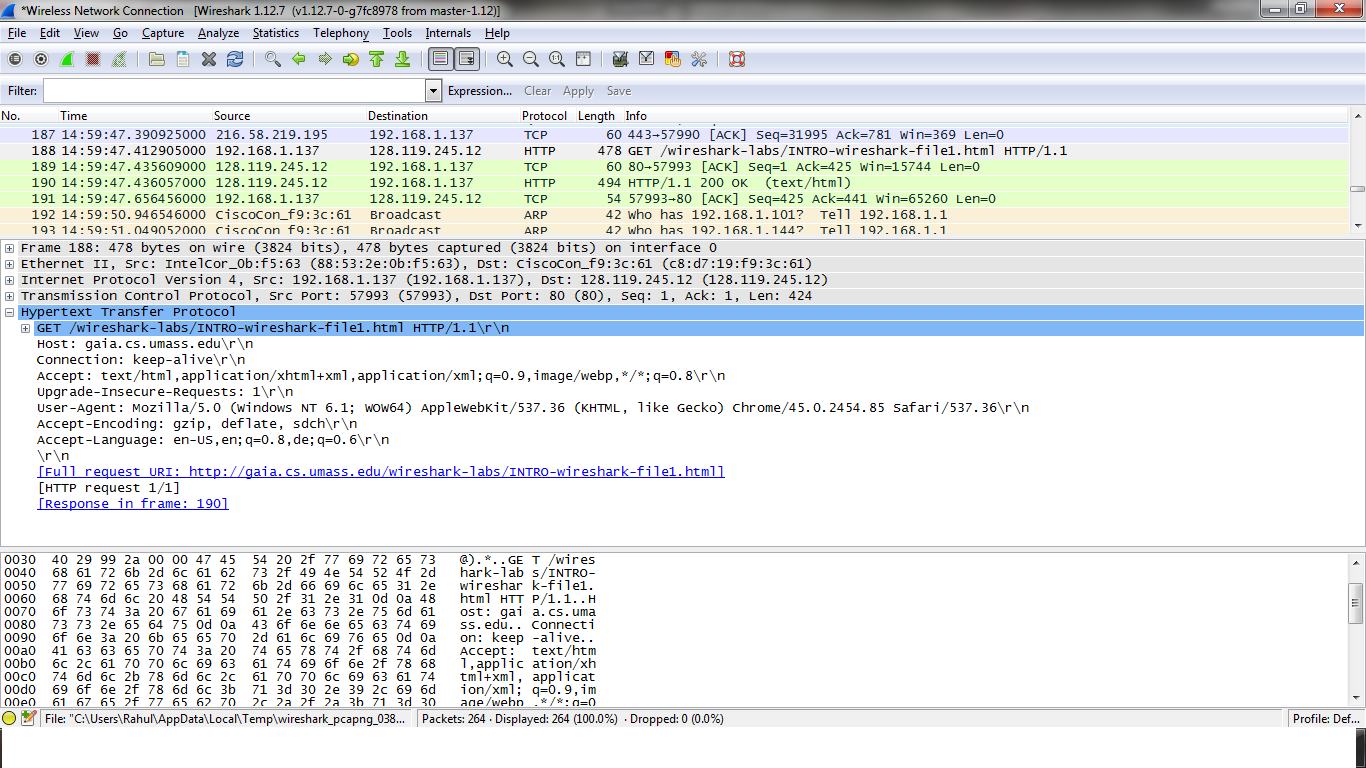 *Wireless Network Connection   [Wireshark 1.12.7  (v1.12.7-0-g7fc8978 from master-1.12)]
File  Edit  View  Go  Capture  Analyze  Statistics  Telephony  Tools  Internals  Help
Filter:  Expression...  Clear  Apply  Save
No.  Time  Source  Destination  Protocol  Length  Info
187 14:59:47.390925000 216.58.219.195 192.168.1.137 TCP 60 443→57990 [ACK] Seq=31995 Ack=781 Win=369 Len=0
188 14:59:47.412905000 192.168.1.137 128.119.245.12 HTTP 478 GET /wireshark-labs/INTRO-wireshark-file1.html HTTP/1.1
189 14:59:47.435609000 128.119.245.12 192.168.1.137 TCP 60 80→57993 [ACK] Seq=1 Ack=425 Win=15744 Len=0
190 14:59:47.436057000 128.119.245.12 192.168.1.137 HTTP 494 HTTP/1.1 200 OK  (text/html)
191 14:59:47.656456000 192.168.1.137 128.119.245.12 TCP 54 57993→80 [ACK] Seq=425 Ack=441 Win=65260 Len=0
192 14:59:50.946546000 CiscoCon_f9:3c:61 Broadcast ARP 42 Who has 192.168.1.101?  Tell 192.168.1.1
193 14:59:51.049052000 CiscoCon_f9:3c:61 Broadcast ARP 42 Who has 192.168.1.144?  Tell 192.168.1.1
Frame 188: 478 bytes on wire (3824 bits), 478 bytes captured (3824 bits) on interface 0
Ethernet II, Src: IntelCor_0b:f5:63 (88:53:2e:0b:f5:63), Dst: CiscoCon_f9:3c:61 (c8:d7:19:f9:3c:61)
Internet Protocol Version 4, Src: 192.168.1.137 (192.168.1.137), Dst: 128.119.245.12 (128.119.245.12)
Transmission Control Protocol, Src Port: 57993 (57993), Dst Port: 80 (80), Seq: 1, Ack: 1, Len: 424
Hypertext Transfer Protocol
GET /wireshark-labs/INTRO-wireshark-file1.html HTTP/1.1\r\n
Host: gaia.cs.umass.edu\r\n
Connection: keep-alive\r\n
Accept: text/html,application/xhtml+xml,application/xml;q=0.9,image/webp,*/*;q=0.8\r\n
Upgrade-Insecure-Requests: 1\r\n
User-Agent: Mozilla/5.0 (Windows NT 6.1; WOW64) AppleWebKit/537.36 (KHTML, like Gecko) Chrome/45.0.2454.85 Safari/537.36\r\n
Accept-Encoding: gzip, deflate, sdch\r\n
Accept-Language: en-US,en;q=0.8,de;q=0.6\r\n
\r\n
[Full request URI: http://gaia.cs.umass.edu/wireshark-labs/INTRO-wireshark-file1.html]
[HTTP request 1/1]
[Response in frame: 190]
0030  40 29 99 2a 00 00 47 45  54 20 2f 77 69 72 65 73   @).*..GE T /wires
0040  68 61 72 6b 2d 6c 61 62  73 2f 49 4e 54 52 4f 2d   hark-lab s/INTRO-
0050  77 69 72 65 73 68 61 72  6b 2d 66 69 6c 65 31 2e   wireshar k-file1.
0060  68 74 6d 6c 20 48 54 54  50 2f 31 2e 31 0d 0a 48   html HTT P/1.1..H
0070  6f 73 74 3a 20 67 61 69  61 2e 63 73 2e 75 6d 61   ost: gai a.cs.uma
0080  73 73 2e 65 64 75 0d 0a  43 6f 6e 6e 65 63 74 69   ss.edu.. Connecti
0090  6f 6e 3a 20 6b 65 65 70  2d 61 6c 69 76 65 0d 0a   on: keep -alive..
00a0  41 63 63 65 70 74 3a 20  74 65 78 74 2f 68 74 6d   Accept:  text/htm
00b0  6c 2c 61 70 70 6c 69 63  61 74 69 6f 6e 2f 78 68   l,applic ation/xh
00c0  74 6d 6c 2b 78 6d 6c 2c  61 70 70 6c 69 63 61 74   tml+xml, applicat
00d0  69 6f 6e 2f 78 6d 6c 3b  71 3d 30 2e 39 2c 69 6d   ion/xml; q=0.9,im
00e0  61 67 65 2f 77 65 62 70  2c 2a 2f 2a 3b 71 3d 30   age/webp ,*/*;q=0
File: "C:\Users\Rahul\AppData\Local\Temp\wireshark_pcapng_038...  Packets: 264 · Displayed: 264 (100.0%)  · Dropped: 0 (0.0%)  Profile: Def...